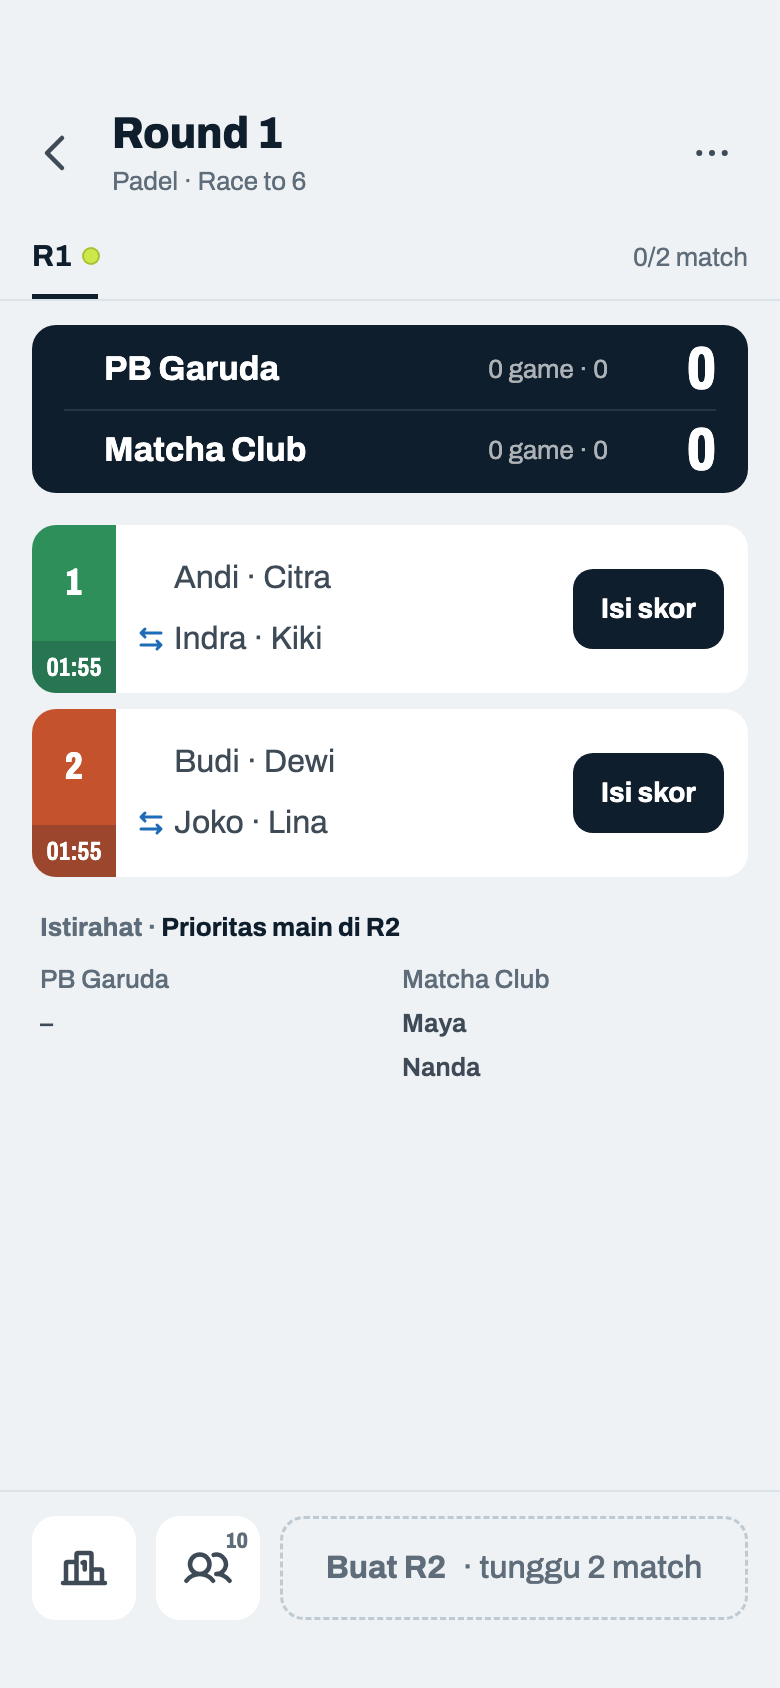 Round 1
Padel · Race to 6
R1
0/2 match
PB Garuda 0 game · 0 0
Matcha Club 0 game · 0 0
1
01:55
Andi · Citra
Indra · Kiki
Isi skor
2
01:55
Budi · Dewi
Joko · Lina
Isi skor
Istirahat · Prioritas main di R2
PB Garuda
–
Matcha Club
Maya
Nanda
10
Buat R2 · tunggu 2 match